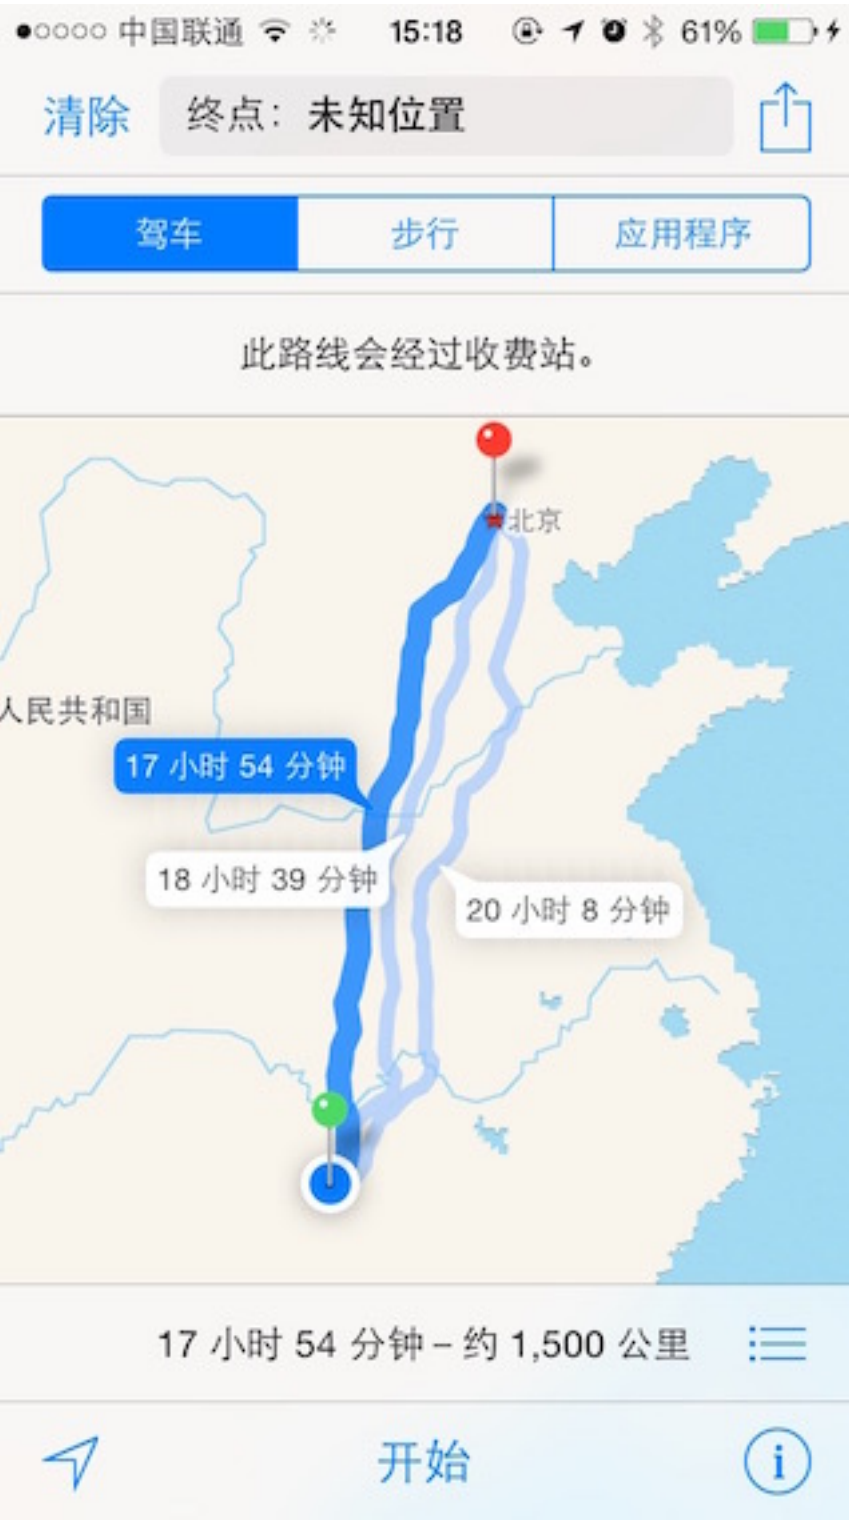 中国联通 15:18 61%
清除 终点：未知位置
驾车 步行 应用程序
此路线会经过收费站。
北京
人民共和国
17 小时 54 分钟
18 小时 39 分钟
20 小时 8 分钟
17 小时 54 分钟 – 约 1,500 公里
开始